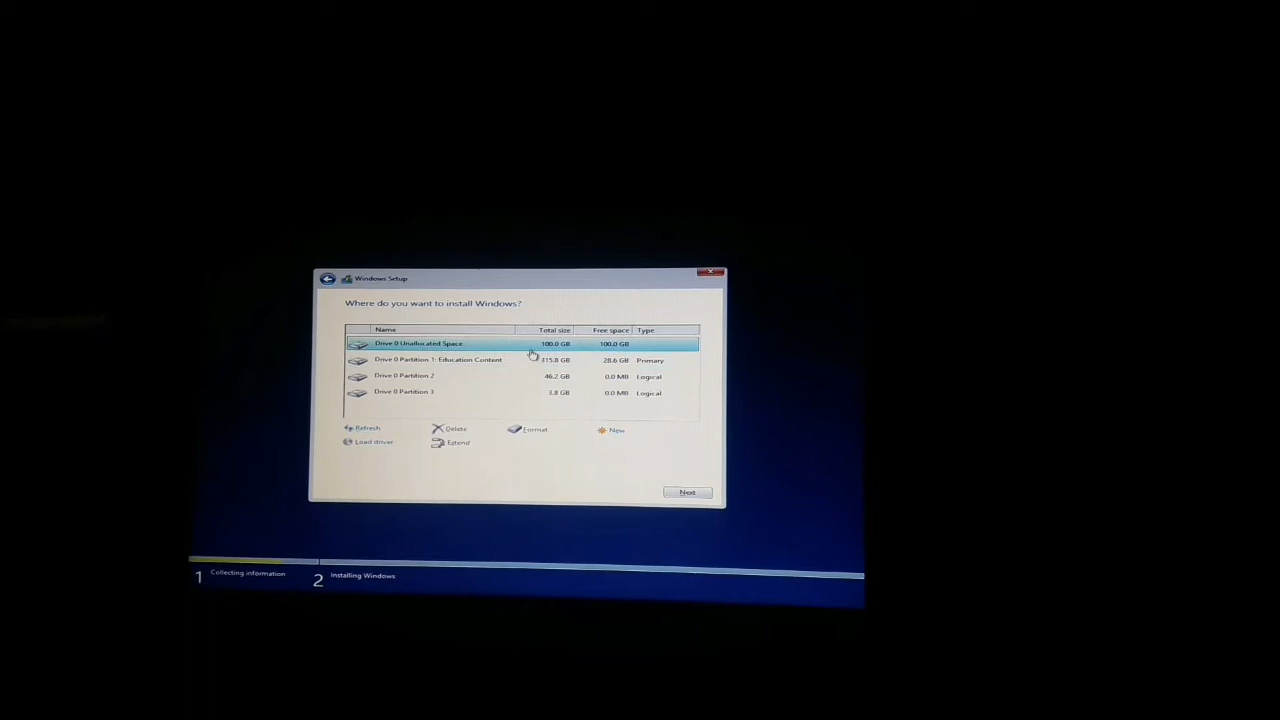 Windows Setup
Where do you want to install Windows?
Name Total size Free space Type
Drive 0 Unallocated Space 100.0 GB 100.0 GB
Drive 0 Partition 1: Education Content 315.8 GB 28.6 GB Primary
Drive 0 Partition 2 46.2 GB 0.0 MB Logical
Drive 0 Partition 3 3.8 GB 0.0 MB Logical
Refresh Delete Format New
Load driver Extend
Next
1 Collecting information 2 Installing Windows